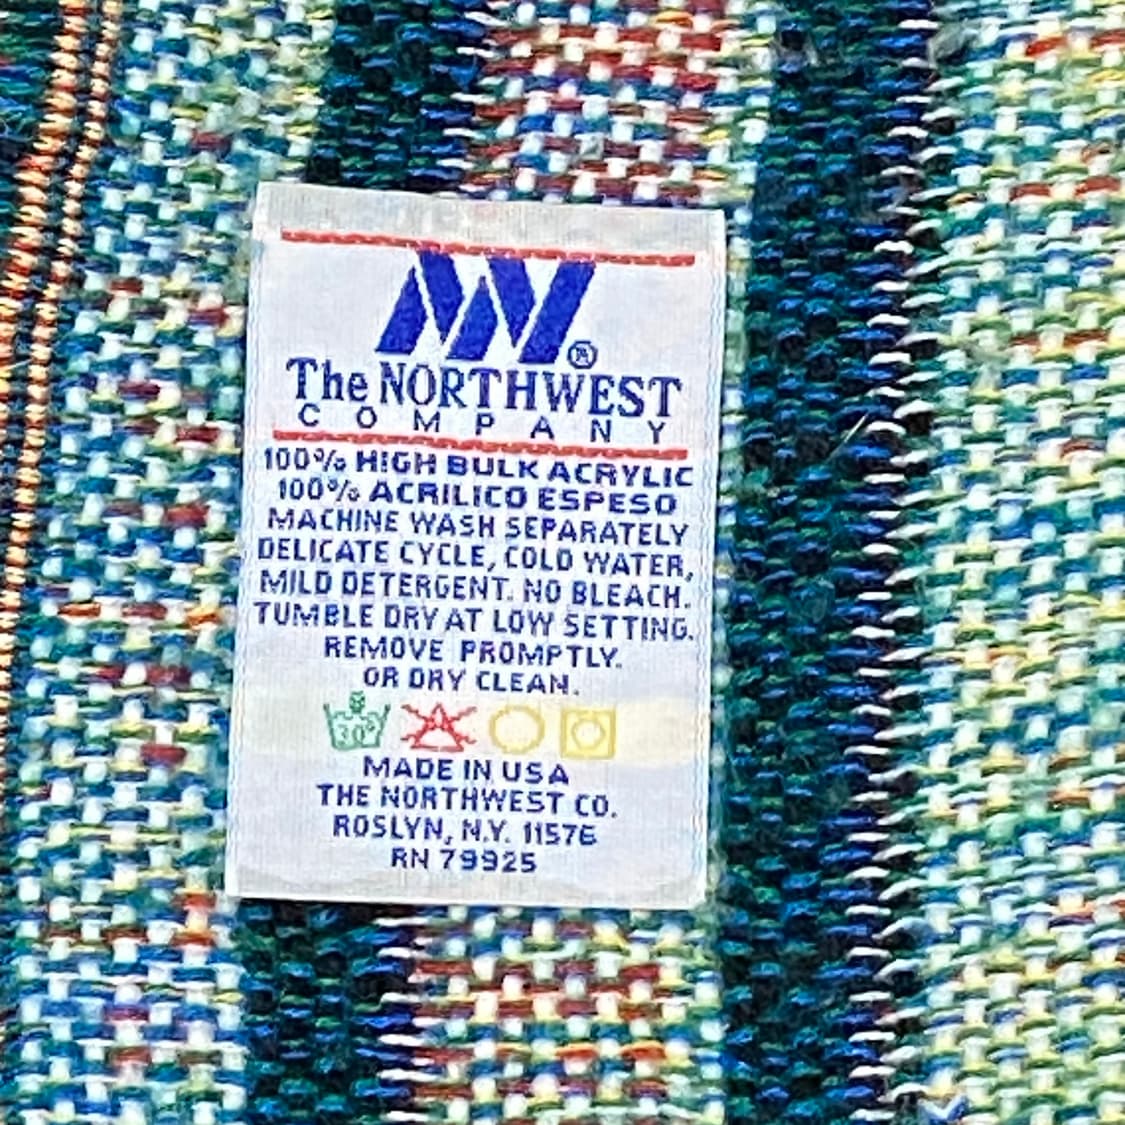 ®
The NORTHWEST
COMPANY
100% HIGH BULK ACRYLIC
100% ACRILICO ESPESO
MACHINE WASH SEPARATELY
DELICATE CYCLE, COLD WATER,
MILD DETERGENT. NO BLEACH.
TUMBLE DRY AT LOW SETTING.
REMOVE PROMPTLY.
OR DRY CLEAN.
30°
MADE IN USA
THE NORTHWEST CO.
ROSLYN, N.Y. 11576
RN 79925